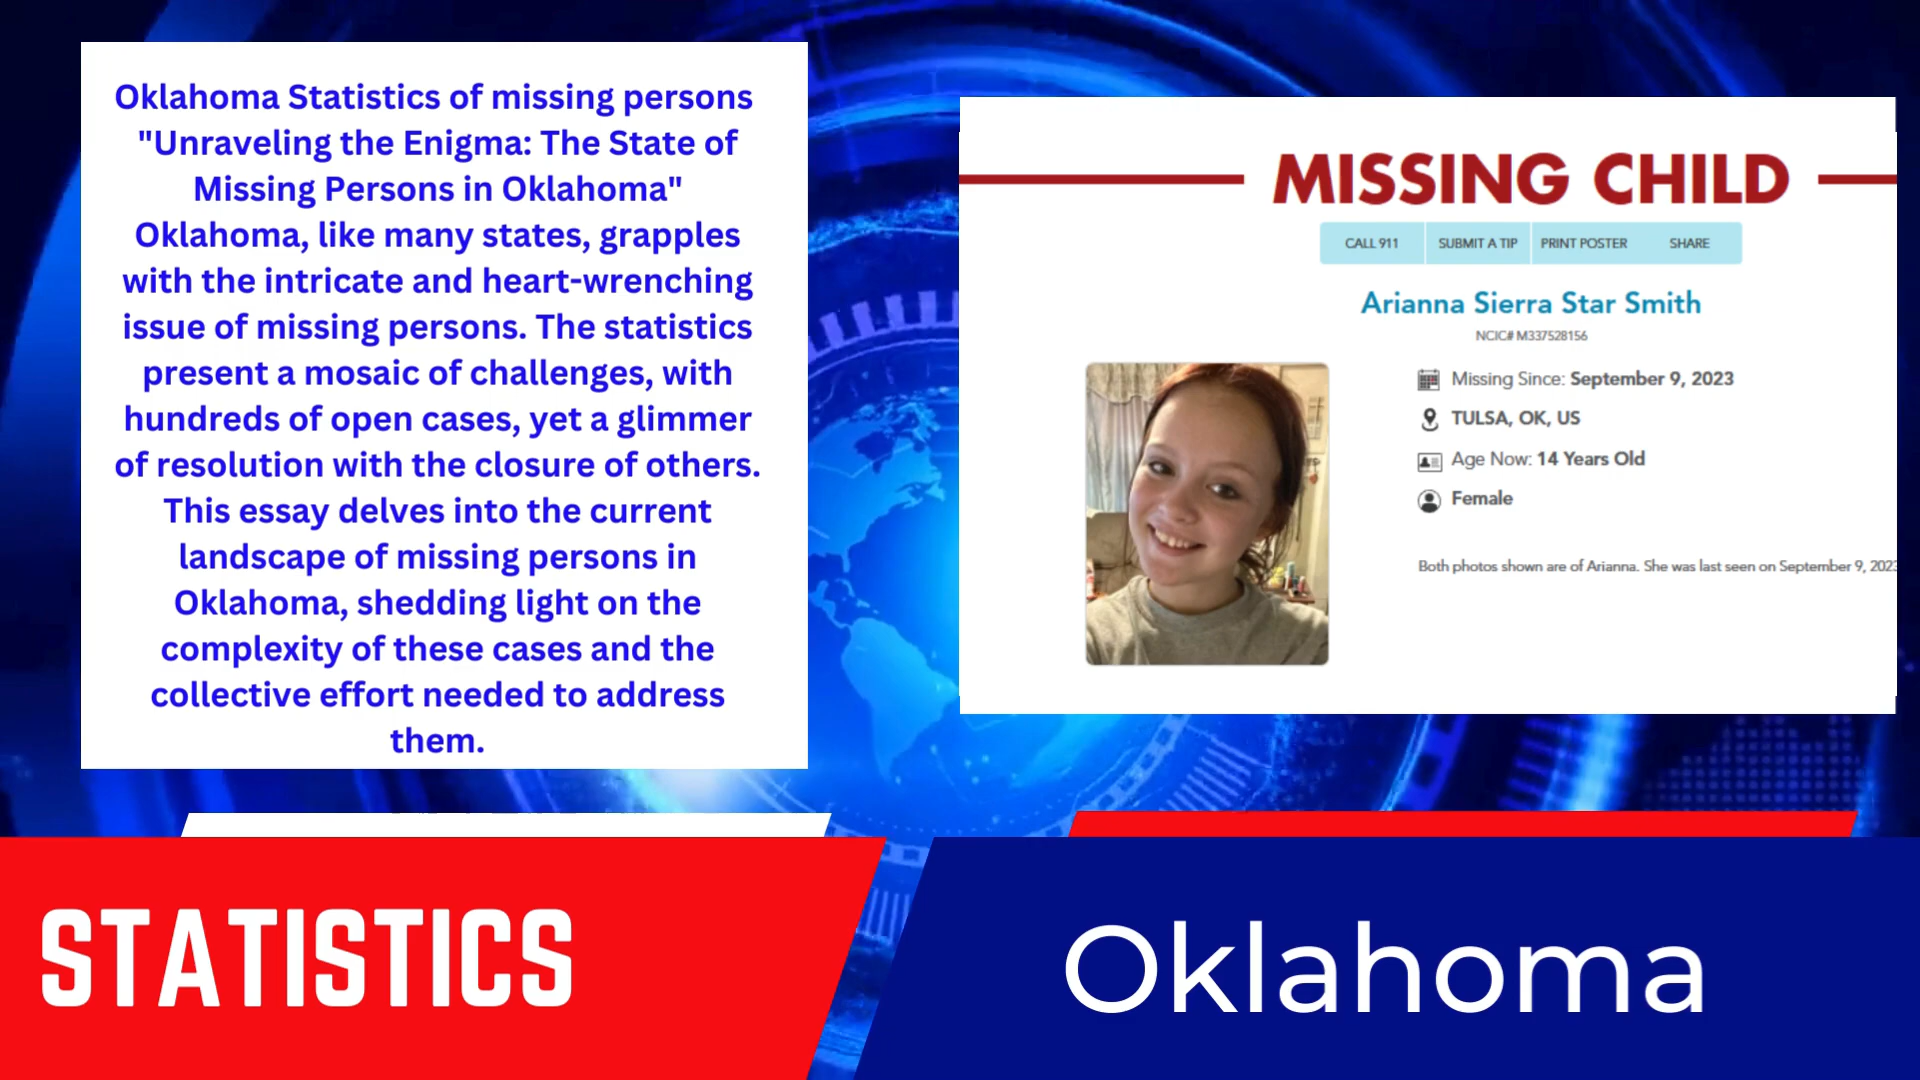 Oklahoma Statistics of missing persons
"Unraveling the Enigma: The State of
Missing Persons in Oklahoma"
Oklahoma, like many states, grapples
with the intricate and heart-wrenching
issue of missing persons. The statistics
present a mosaic of challenges, with
hundreds of open cases, yet a glimmer
of resolution with the closure of others.
This essay delves into the current
landscape of missing persons in
Oklahoma, shedding light on the
complexity of these cases and the
collective effort needed to address
them.
MISSING CHILD
CALL 911 SUBMIT A TIP PRINT POSTER SHARE
Arianna Sierra Star Smith
NCIC# M337528156
Missing Since: September 9, 2023
TULSA, OK, US
Age Now: 14 Years Old
Female
Both photos shown are of Arianna. She was last seen on September 9, 2023
STATISTICS
Oklahoma